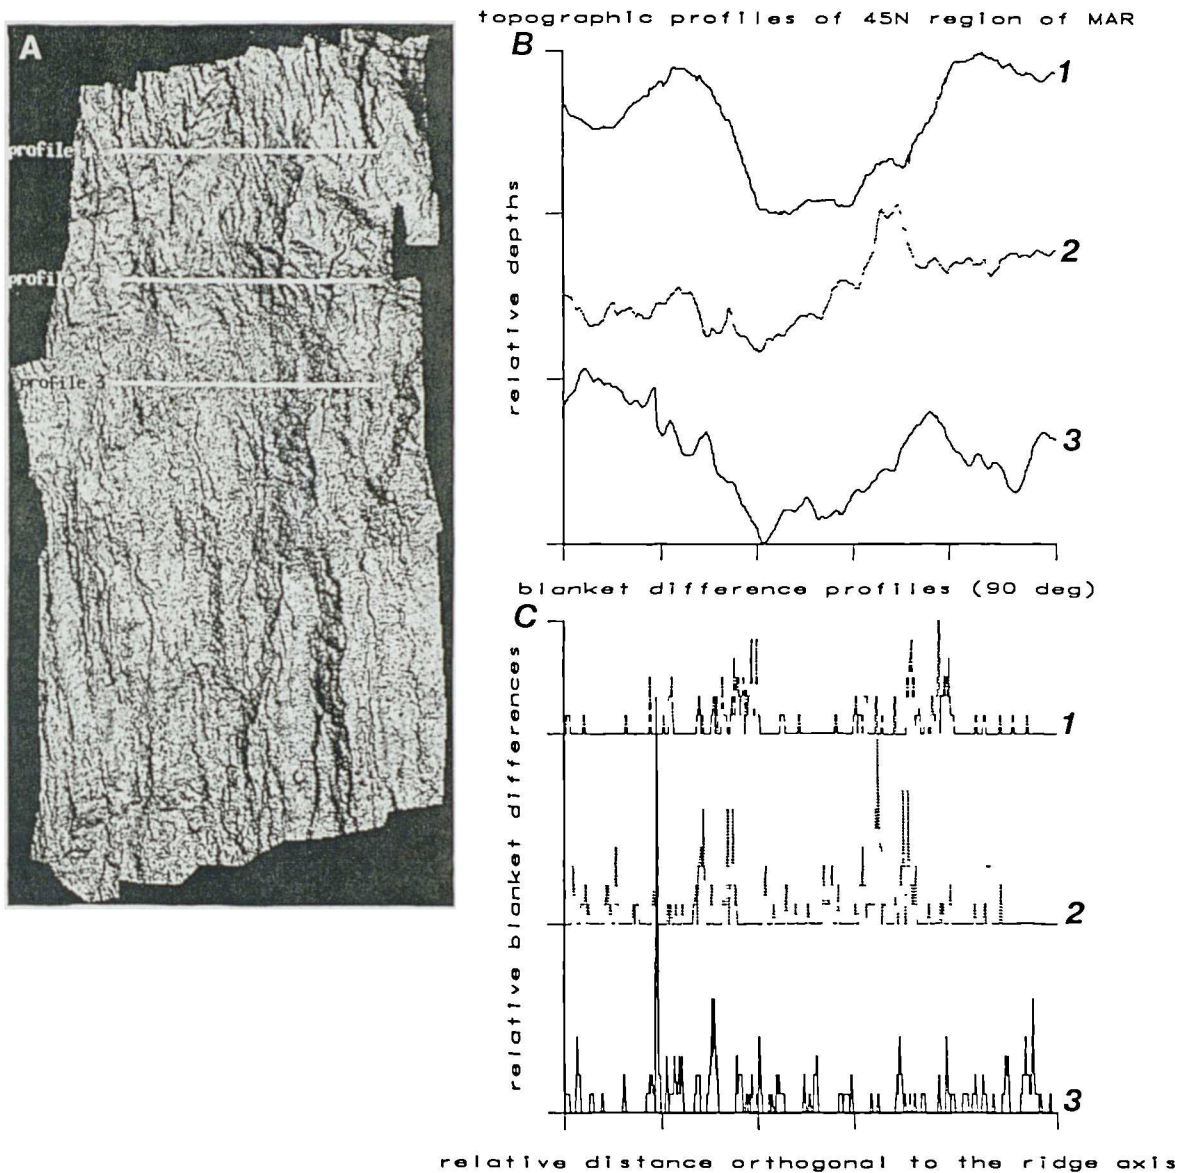 topographic profiles of 45N region of MAR
A
profile 1
profile 2
profile 3
B
relative depths
1
2
3
blanket difference profiles (90 deg)
C
relative blanket differences
1
2
3
relative distance orthogonal to the ridge axis